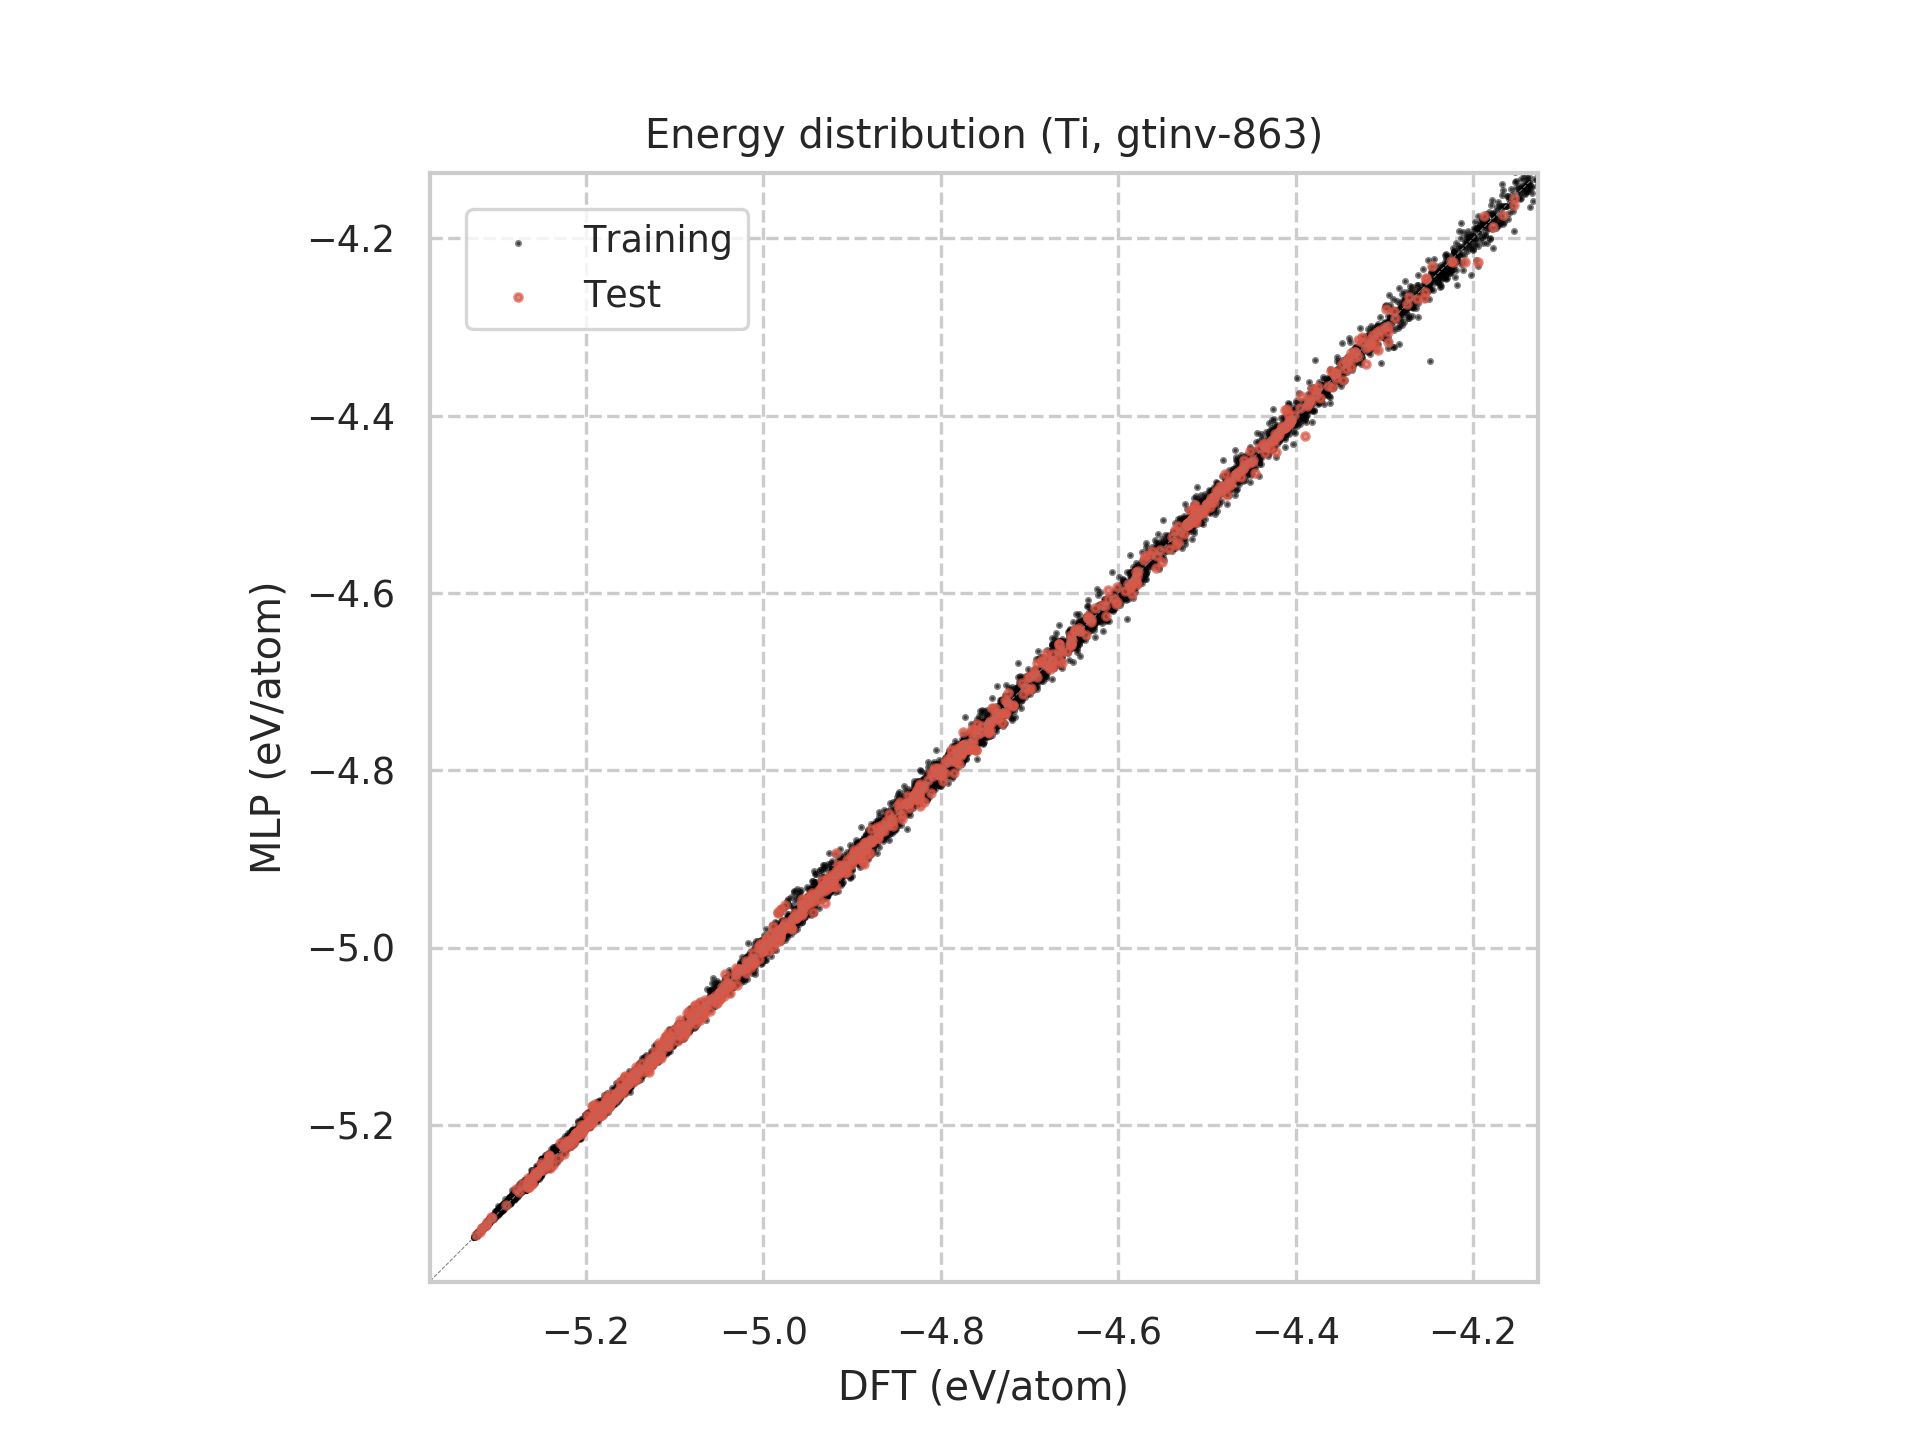 Energy distribution (Ti, gtinv-863)
Training
Test
−4.2
−4.4
−4.6
−4.8
−5.0
−5.2
MLP (eV/atom)
−5.2 −5.0 −4.8 −4.6 −4.4 −4.2
DFT (eV/atom)